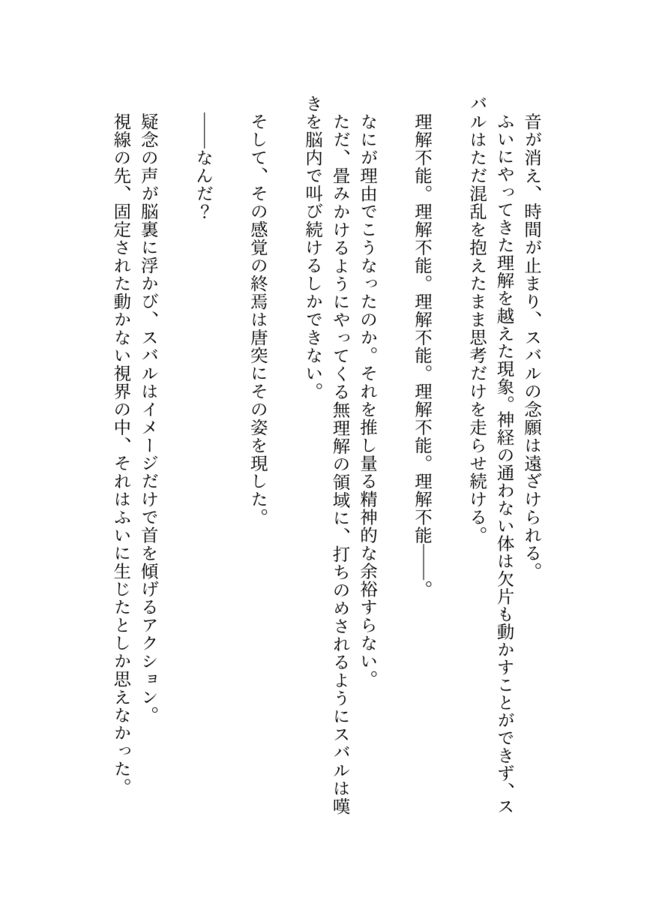 音が消え、時間が止まり、スバルの念願は遠ざけられる。
ふいにやってきた理解を越えた現象。神経の通わない体は欠片も動かすことができず、ス
バルはただ混乱を抱えたまま思考だけを走らせ続ける。
理解不能。理解不能。理解不能。理解不能。理解不能――。
なにが理由でこうなったのか。それを推し量る精神的な余裕すらない。
ただ、畳みかけるようにやってくる無理解の領域に、打ちのめされるようにスバルは嘆
きを脳内で叫び続けるしかできない。
そして、その感覚の終焉は唐突にその姿を現した。
――なんだ？
疑念の声が脳裏に浮かび、スバルはイメージだけで首を傾げるアクション。
視線の先、固定された動かない視界の中、それはふいに生じたとしか思えなかった。